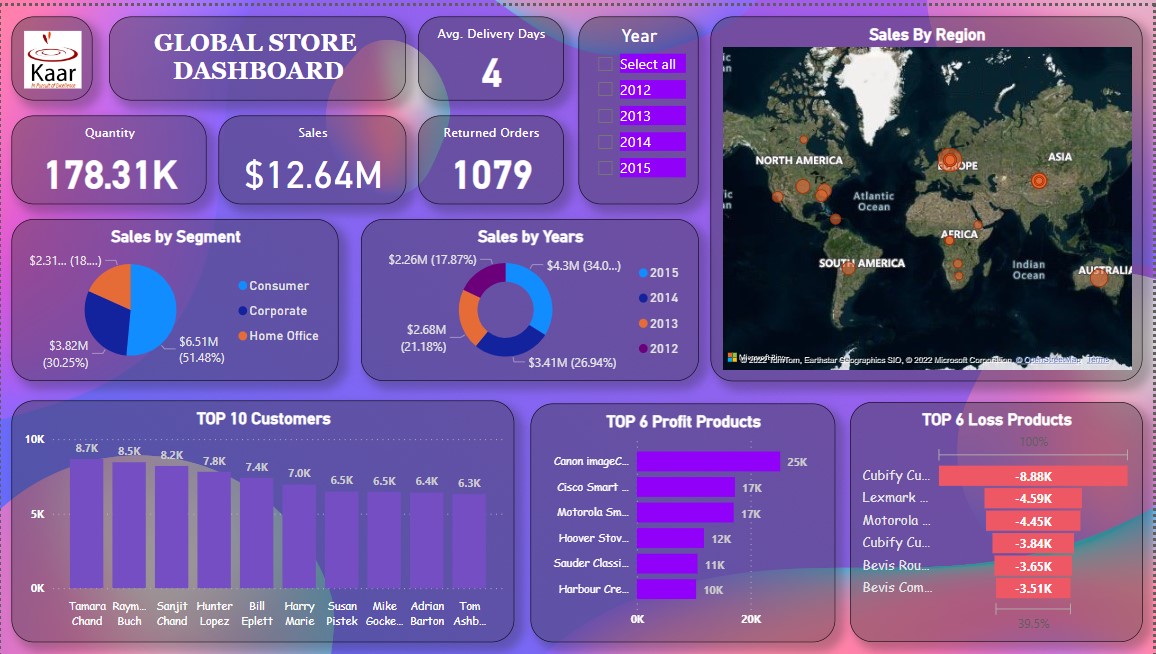 Kaar
In Pursuit of Excellence
GLOBAL STORE
DASHBOARD
Avg. Delivery Days
4
Year
Select all
2012
2013
2014
2015
Quantity
178.31K
Sales
$12.64M
Returned Orders
1079
Sales By Region
NORTH AMERICA
EUROPE
ASIA
Atlantic
Ocean
AFRICA
SOUTH AMERICA
Indian
Ocean
AUSTRALIA
© 2022 TomTom, Earthstar Geographics SIO, © 2022 Microsoft Corporation, © OpenStreetMap Terms
Sales by Segment
$2.31... (18....)
$3.82M
(30.25%)
$6.51M
(51.48%)
Consumer
Corporate
Home Office
Sales by Years
$2.26M (17.87%)
$4.3M (34.0...)
$2.68M
(21.18%)
$3.41M (26.94%)
2015
2014
2013
2012
TOP 10 Customers
10K
5K
0K
8.7K
8.5K
8.2K
7.8K
7.4K
7.0K
6.5K
6.5K
6.4K
6.3K
Tamara
Chand
Raym...
Buch
Sanjit
Chand
Hunter
Lopez
Bill
Eplett
Harry
Marie
Susan
Pistek
Mike
Gocke...
Adrian
Barton
Tom
Ashb...
TOP 6 Profit Products
Canon imageC... 25K
Cisco Smart ... 17K
Motorola Sm... 17K
Hoover Stov... 12K
Sauder Classi... 11K
Harbour Cre... 10K
0K 20K
TOP 6 Loss Products
100%
Cubify Cu... -8.88K
Lexmark ... -4.59K
Motorola ... -4.45K
Cubify Cu... -3.84K
Bevis Rou... -3.65K
Bevis Com... -3.51K
39.5%